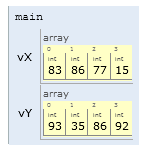 main
array
vX
0 1 2 3
int int int int
83 86 77 15
array
vY
0 1 2 3
int int int int
93 35 86 92